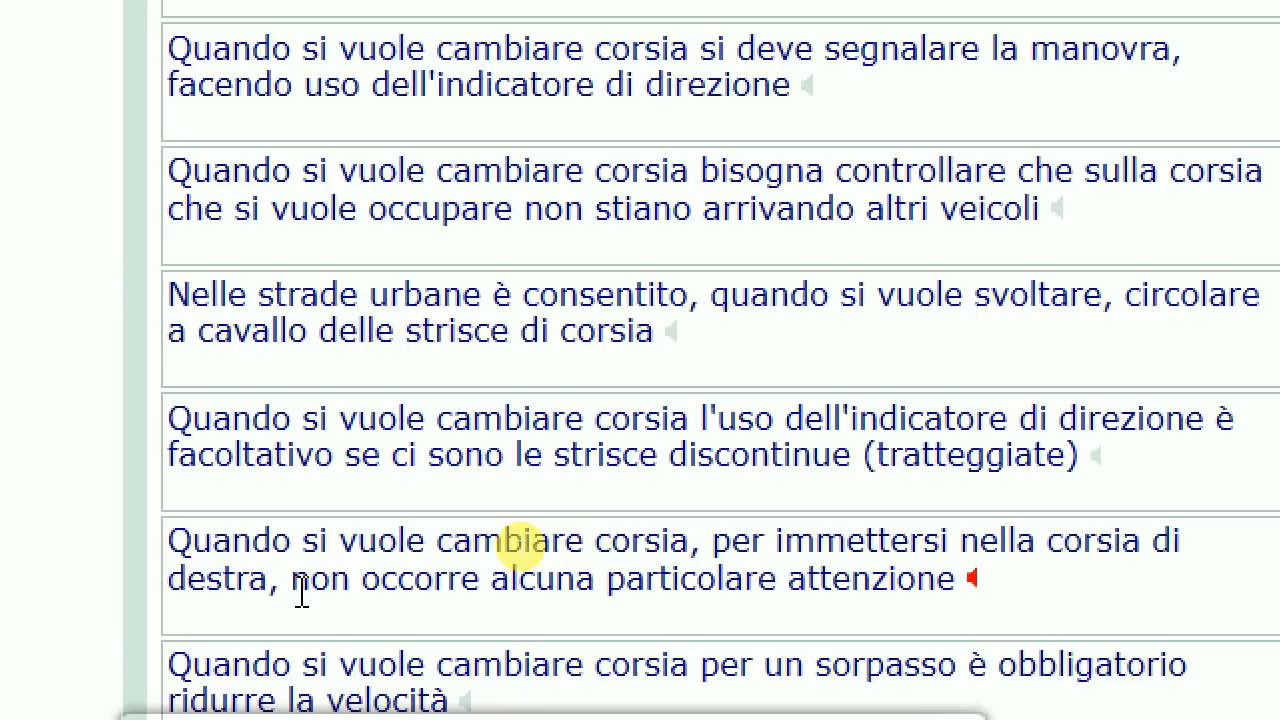 Quando si vuole cambiare corsia si deve segnalare la manovra,
facendo uso dell'indicatore di direzione
Quando si vuole cambiare corsia bisogna controllare che sulla corsia
che si vuole occupare non stiano arrivando altri veicoli
Nelle strade urbane è consentito, quando si vuole svoltare, circolare
a cavallo delle strisce di corsia
Quando si vuole cambiare corsia l'uso dell'indicatore di direzione è
facoltativo se ci sono le strisce discontinue (tratteggiate)
Quando si vuole cambiare corsia, per immettersi nella corsia di
destra, non occorre alcuna particolare attenzione
Quando si vuole cambiare corsia per un sorpasso è obbligatorio
ridurre la velocità